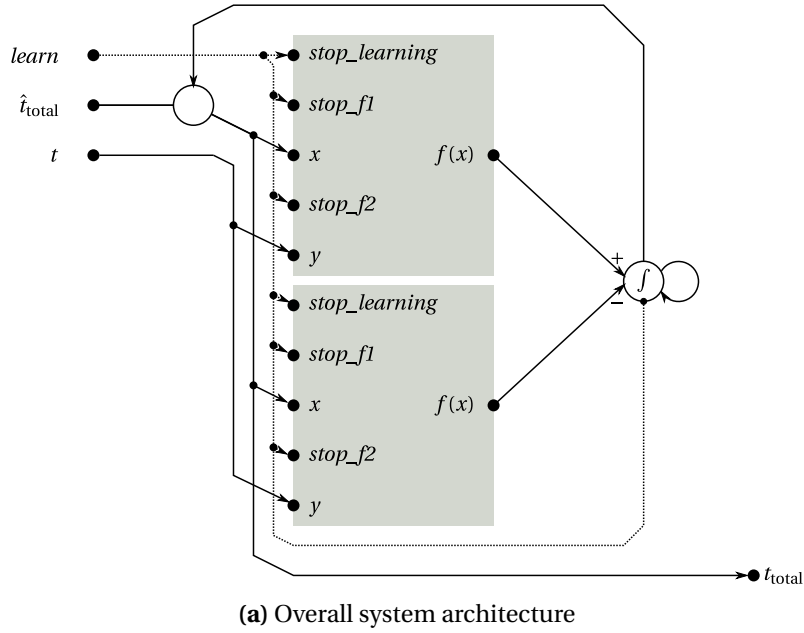 learn
t̂total
t
stop_learning
stop_f1
x
f(x)
stop_f2
y
+
∫
−
stop_learning
stop_f1
x
f(x)
stop_f2
y
ttotal
(a) Overall system architecture